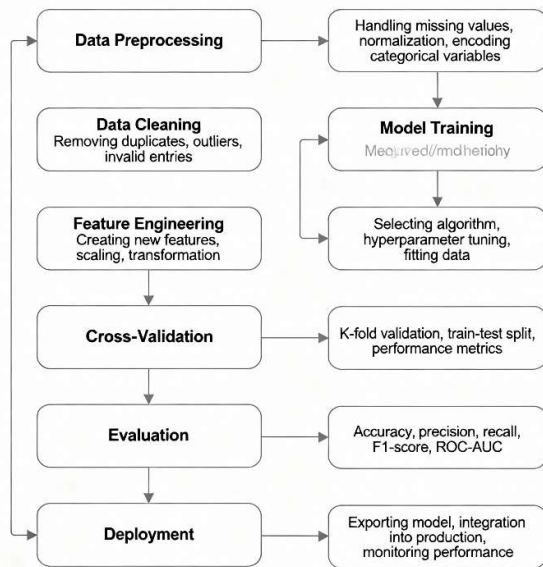 Data Preprocessing
Handling missing values,
normalization, encoding
categorical variables
Data Cleaning
Removing duplicates, outliers,
invalid entries
Model Training
Feature Engineering
Creating new features,
scaling, transformation
Selecting algorithm,
hyperparameter tuning,
fitting data
Cross-Validation
K-fold validation, train-test split,
performance metrics
Evaluation
Accuracy, precision, recall,
F1-score, ROC-AUC
Deployment
Exporting model, integration
into production,
monitoring performance